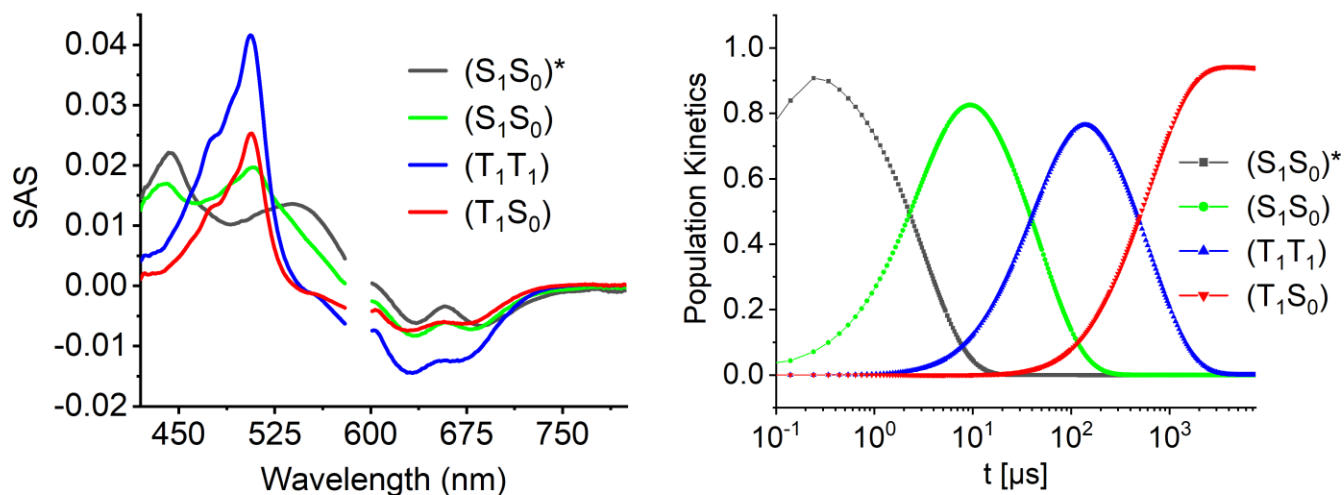 SAS
0.04
0.03
0.02
0.01
0.00
-0.01
-0.02
450 525 600 675 750
Wavelength (nm)
(S₁S₀)*
(S₁S₀)
(T₁T₁)
(T₁S₀)
Population Kinetics
1.0
0.8
0.6
0.4
0.2
0.0
10⁻¹ 10⁰ 10¹ 10² 10³
t [µs]
(S₁S₀)*
(S₁S₀)
(T₁T₁)
(T₁S₀)